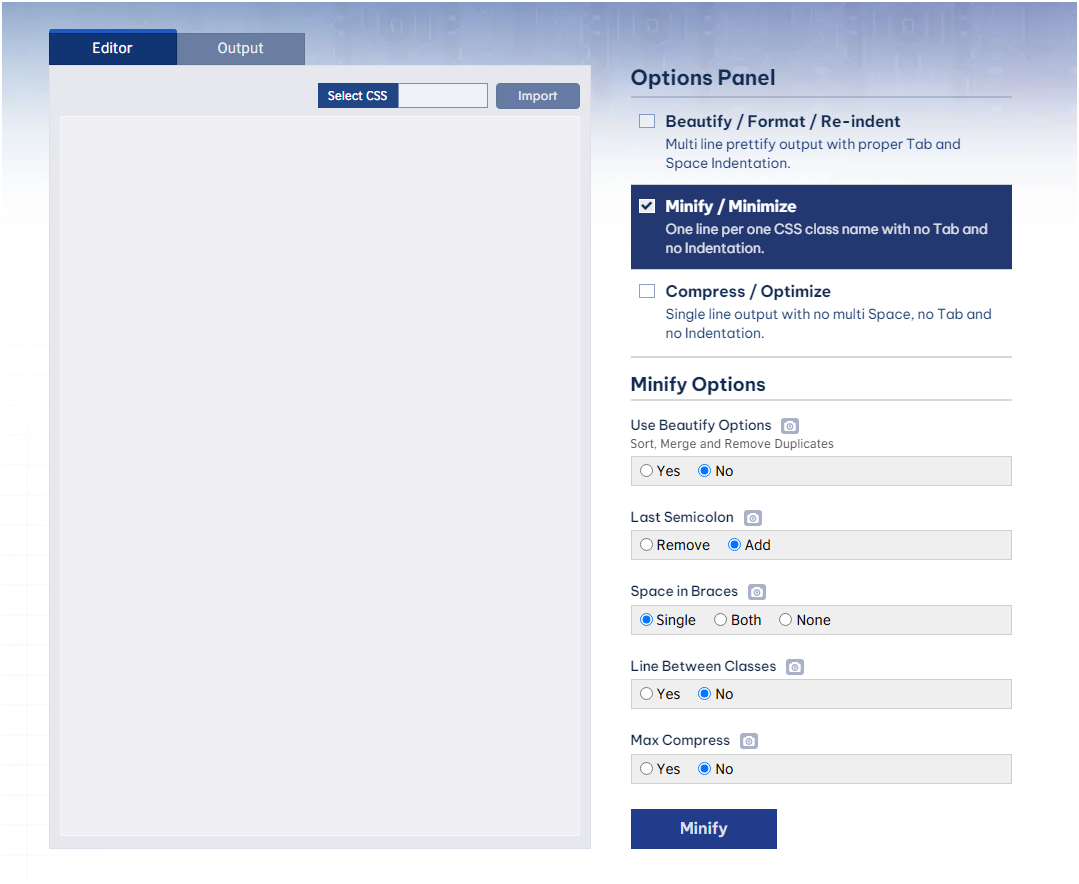 Editor
Output
Select CSS
Import
Options Panel
Beautify / Format / Re-indent
Multi line prettify output with proper Tab and
Space Indentation.
Minify / Minimize
One line per one CSS class name with no Tab and
no Indentation.
Compress / Optimize
Single line output with no multi Space, no Tab and
no Indentation.
Minify Options
Use Beautify Options
Sort, Merge and Remove Duplicates
Yes No
Last Semicolon
Remove Add
Space in Braces
Single Both None
Line Between Classes
Yes No
Max Compress
Yes No
Minify